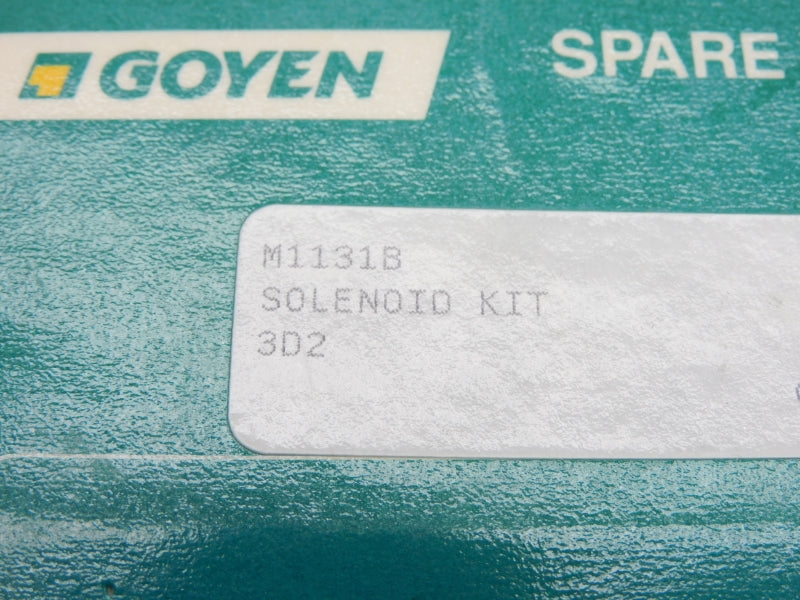 GOYEN
SPARE
M1131B
SOLENOID KIT
3D2